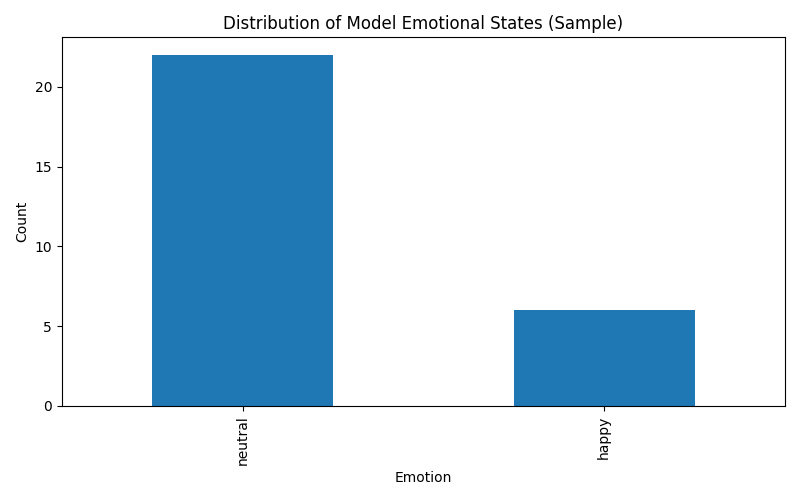 Distribution of Model Emotional States (Sample)
20
15
10
5
0
Count
neutral
happy
Emotion